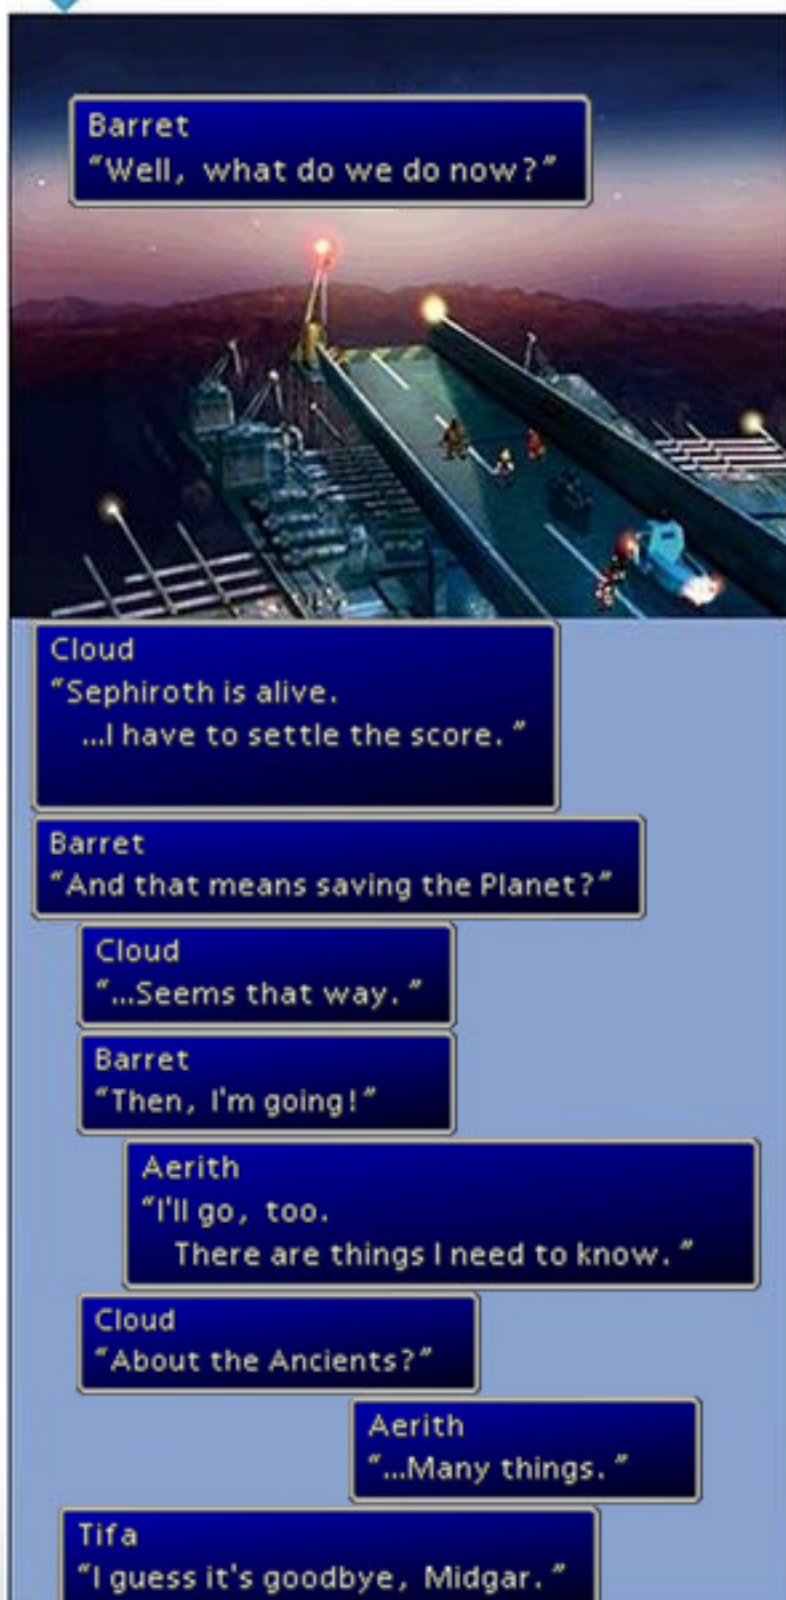 Barret
“Well, what do we do now?”
Cloud
“Sephiroth is alive.
...I have to settle the score.”
Barret
“And that means saving the Planet?”
Cloud
“...Seems that way.”
Barret
“Then, I'm going!”
Aerith
“I'll go, too.
There are things I need to know.”
Cloud
“About the Ancients?”
Aerith
“...Many things.”
Tifa
“I guess it's goodbye, Midgar.”